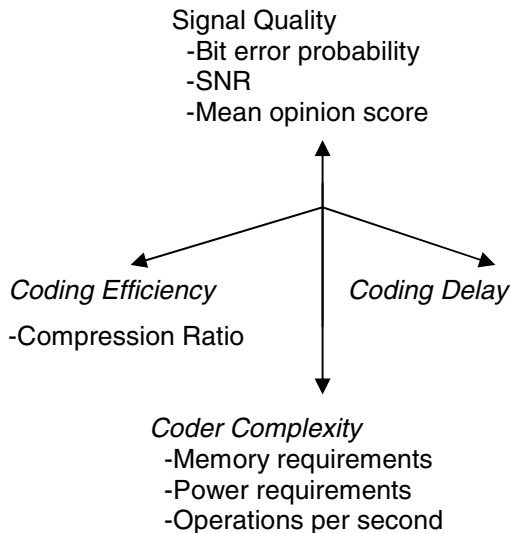 Signal Quality
-Bit error probability
-SNR
-Mean opinion score
Coding Efficiency
-Compression Ratio
Coding Delay
Coder Complexity
-Memory requirements
-Power requirements
-Operations per second